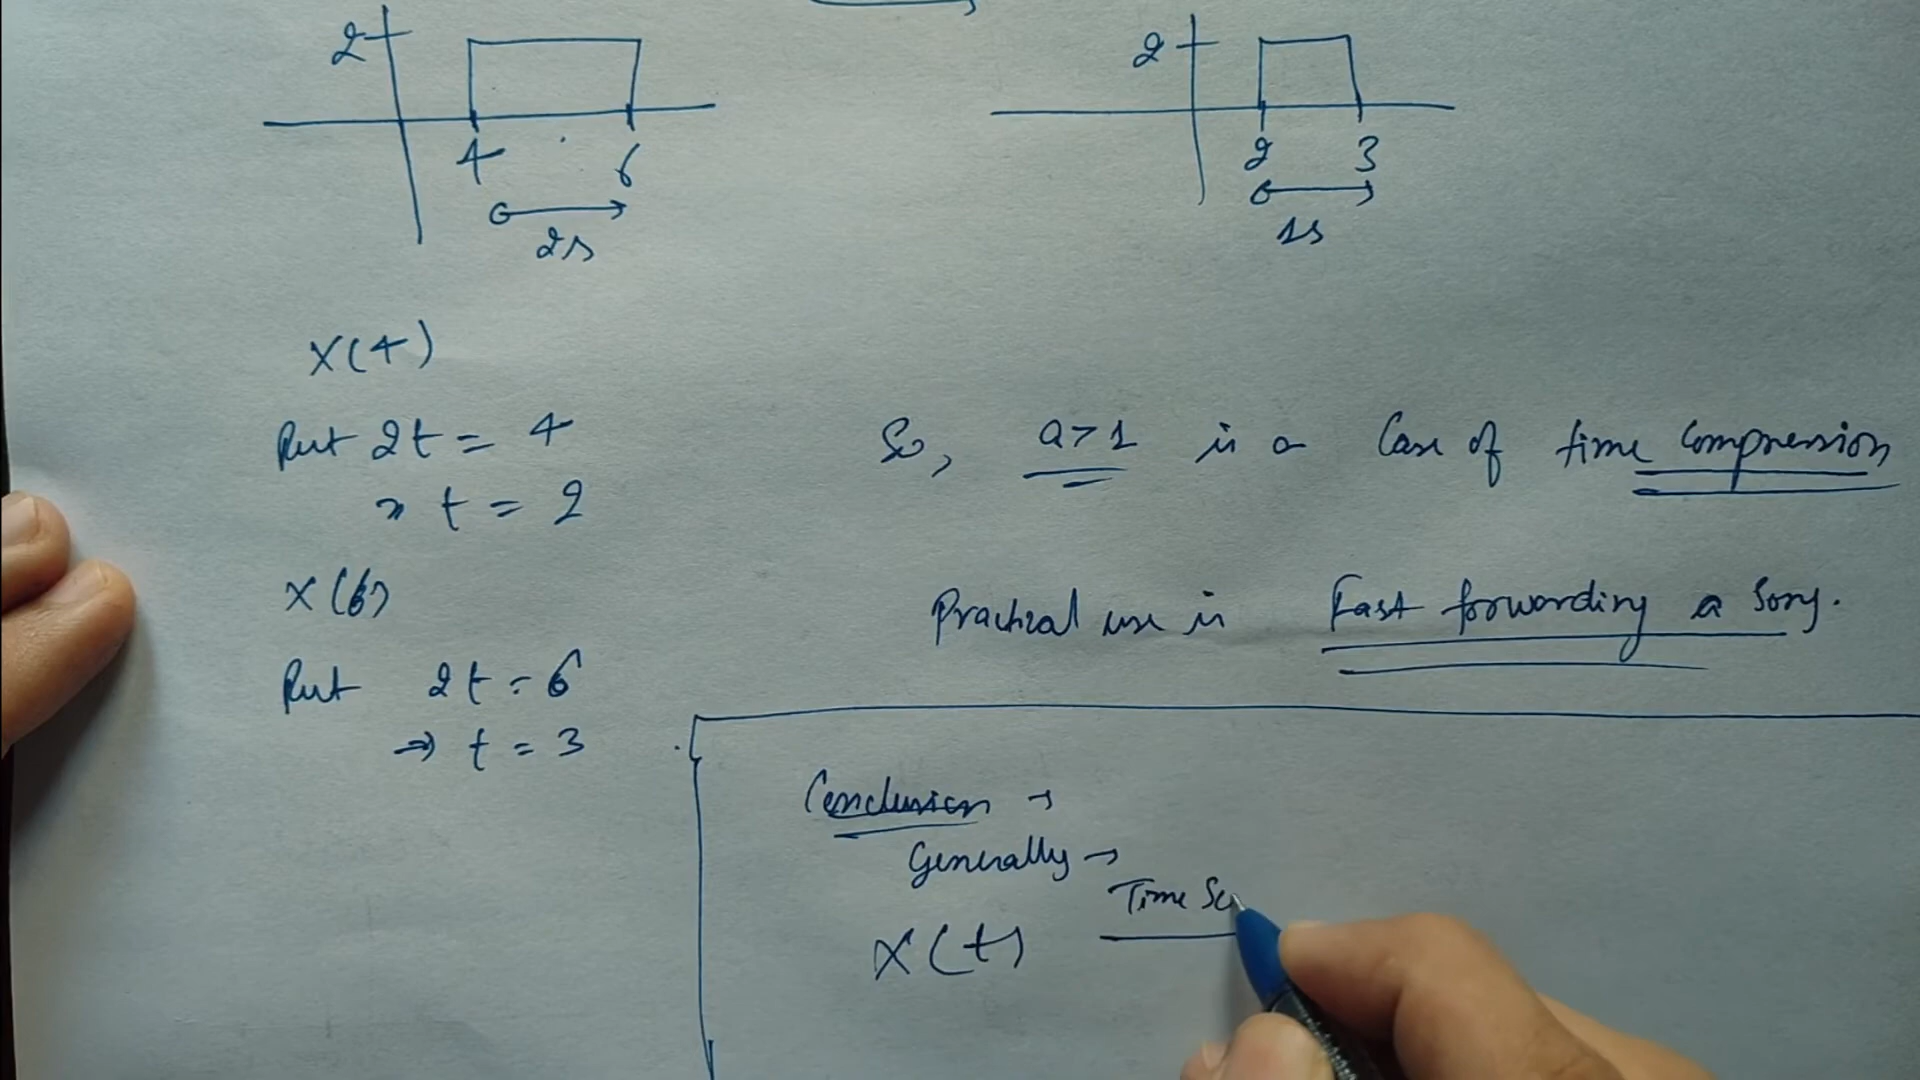 2
4 6
2s
2
2 3
1s
X(4)
Put 2t = 4
t = 2
X(6)
Put 2t = 6
⇒ t = 3
So, a>1 is a Case of time Compression
Practical use is Fast forwarding a Song.
Conclusion →
Generally →
Time Sc
X(t)